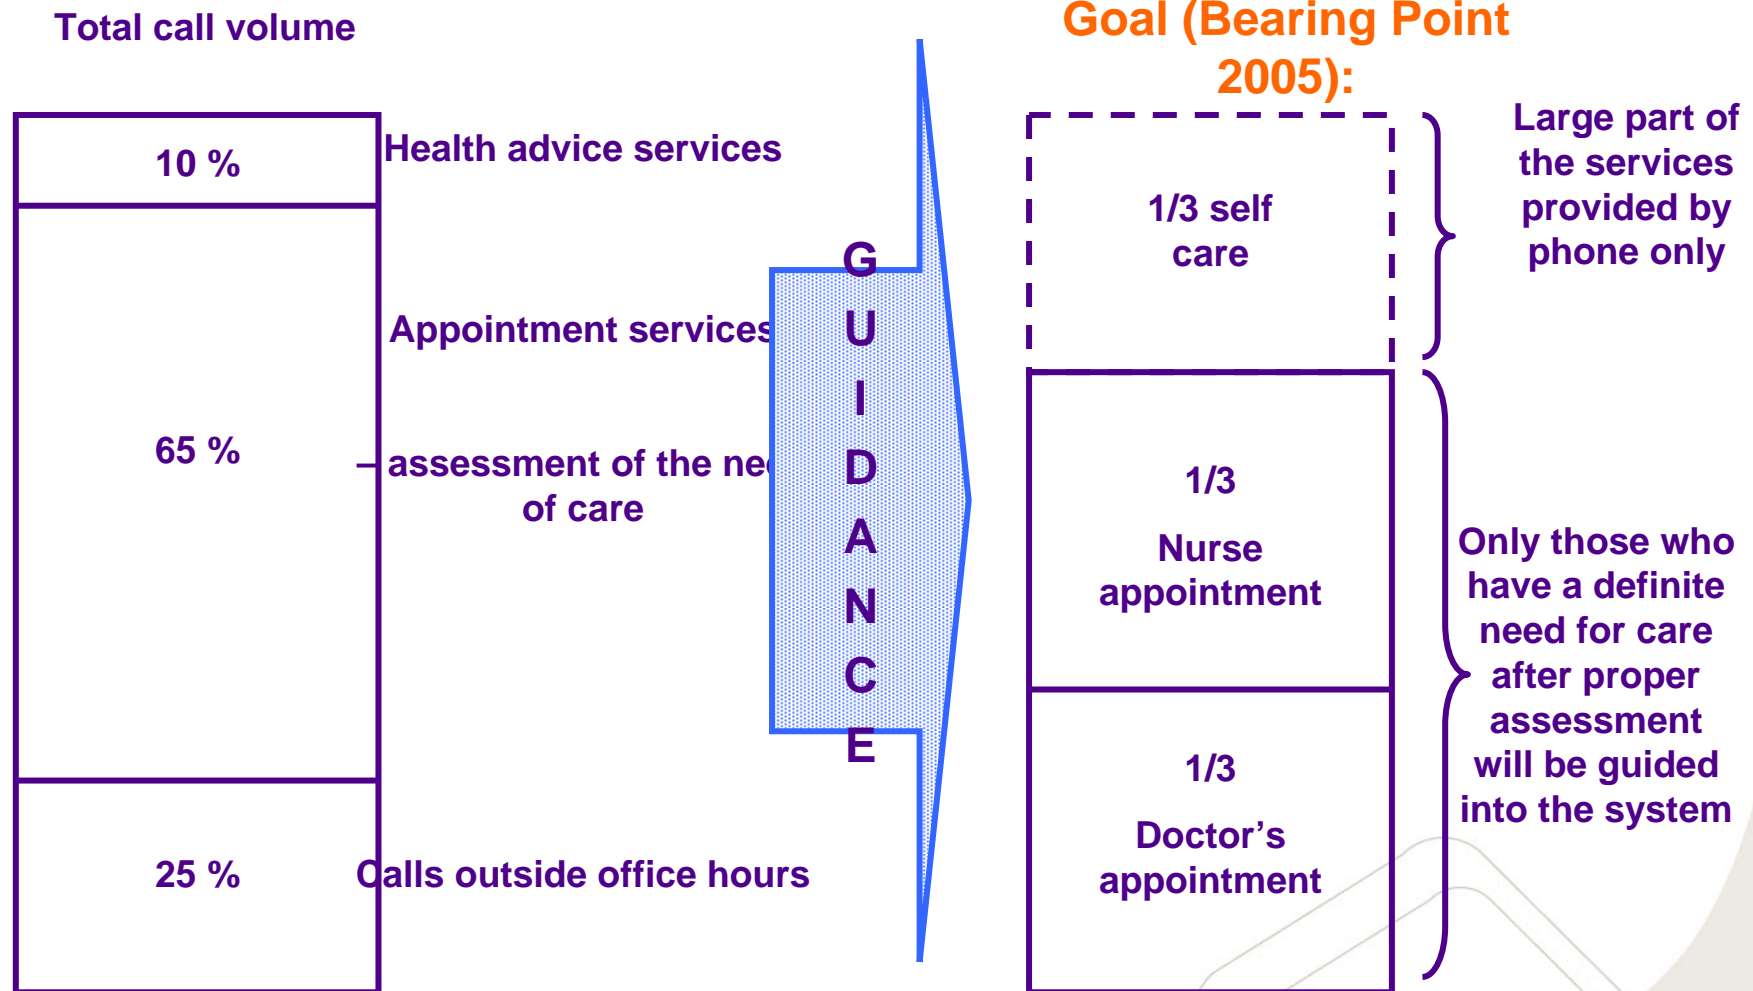 Total call volume
10 %
Health advice services
Appointment services
65 %
– assessment of the
of care
25 %
Calls outside office hours
G
U
I
D
A
N
C
E
Goal (Bearing Point
2005):
1/3 self
care
1/3
Nurse
appointment
1/3
Doctor’s
appointment
Large part of
the services
provided by
phone only
Only those who
have a definite
need for care
after proper
assessment
will be guided
into the system